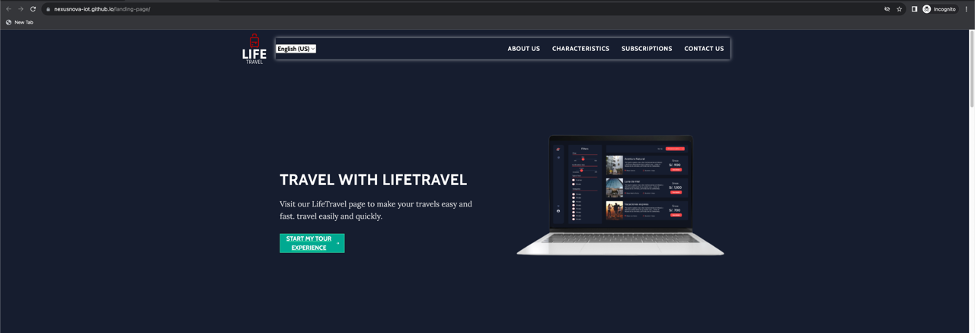 nexusnova-iot.github.io/landing-page/
Incognito
New Tab
LIFE
TRAVEL
English (US)
ABOUT US
CHARACTERISTICS
SUBSCRIPTIONS
CONTACT US
TRAVEL WITH LIFETRAVEL
Visit our LifeTravel page to make your travels easy and
fast, travel easily and quickly.
START MY TOUR
EXPERIENCE